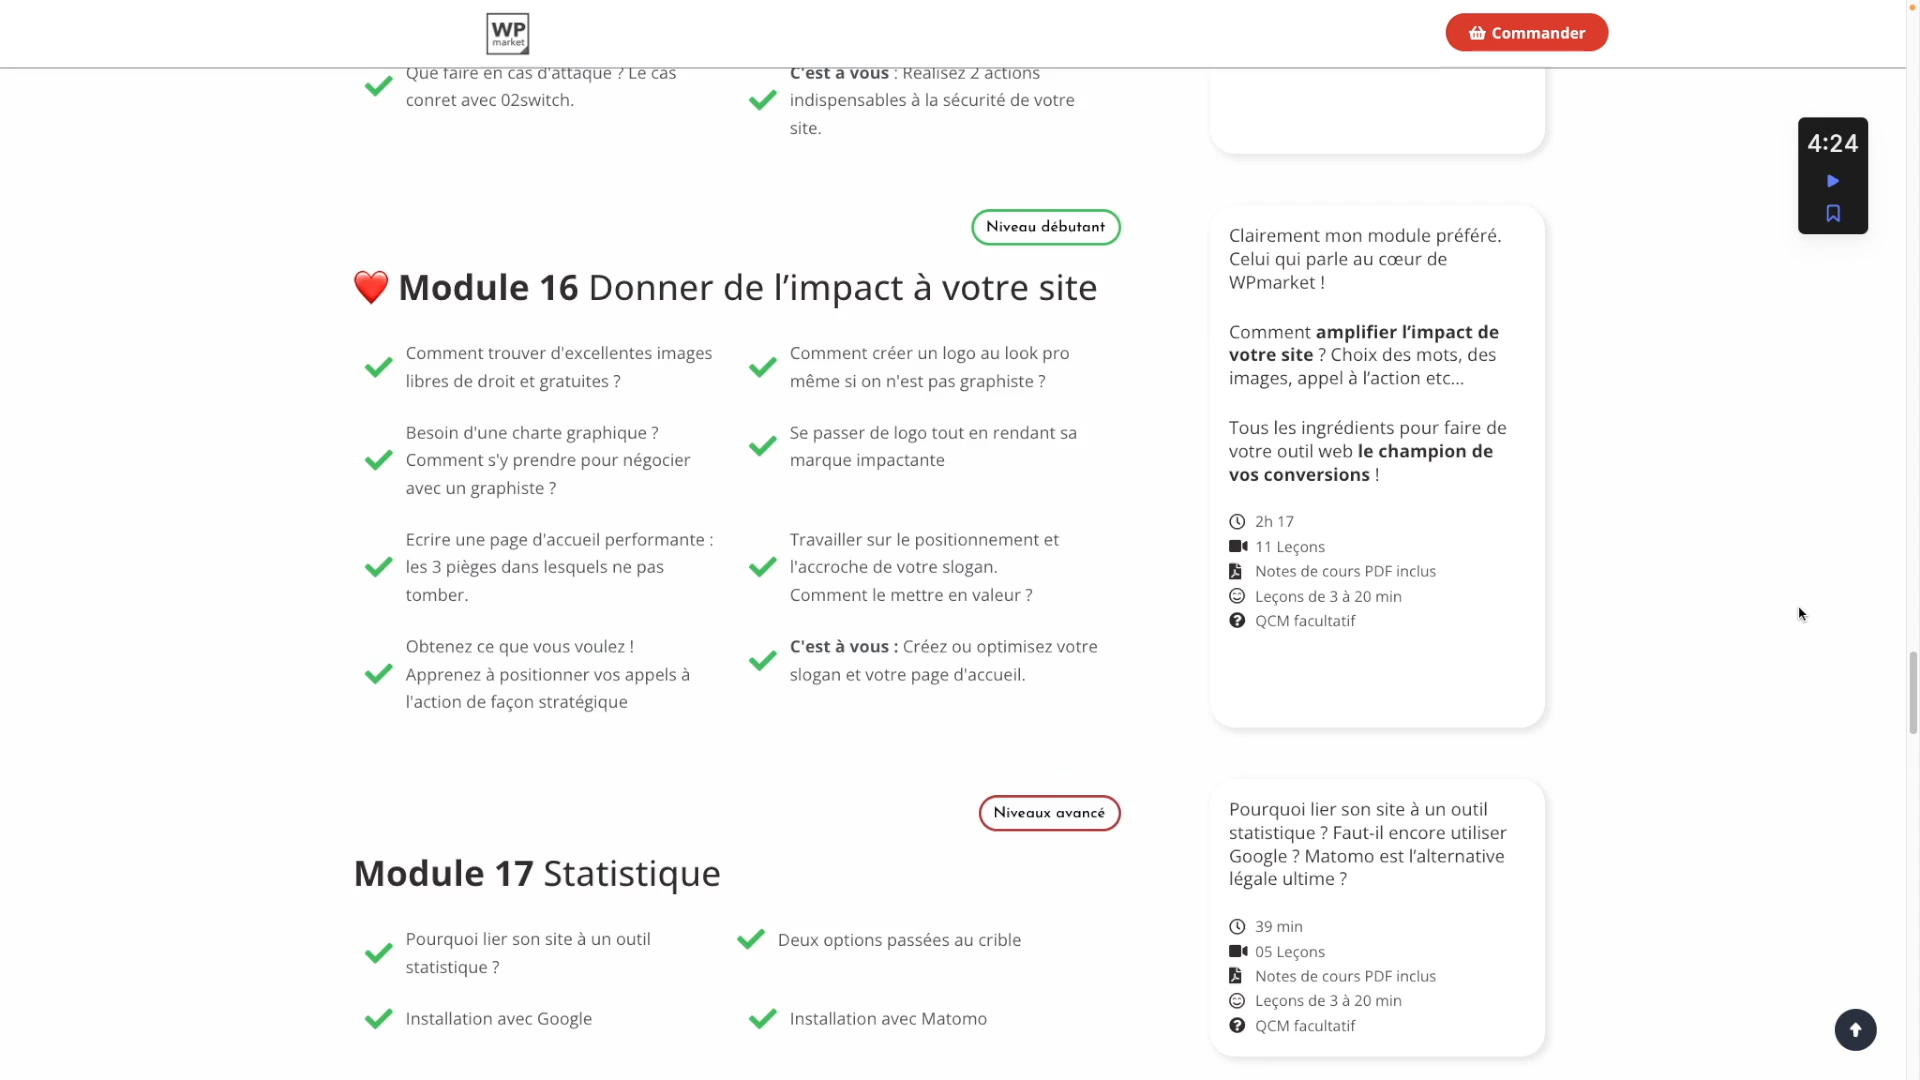 WP
market
Commander
Que faire en cas d'attaque ? Le cas
conret avec 02switch.
C'est à vous : Réalisez 2 actions
indispensables à la sécurité de votre
site.
4:24
Niveau débutant
❤️ Module 16 Donner de l’impact à votre site
Comment trouver d'excellentes images
libres de droit et gratuites ?
Comment créer un logo au look pro
même si on n'est pas graphiste ?
Besoin d'une charte graphique ?
Comment s'y prendre pour négocier
avec un graphiste ?
Se passer de logo tout en rendant sa
marque impactante
Ecrire une page d'accueil performante :
les 3 pièges dans lesquels ne pas
tomber.
Travailler sur le positionnement et
l'accroche de votre slogan.
Comment le mettre en valeur ?
Obtenez ce que vous voulez !
Apprenez à positionner vos appels à
l'action de façon stratégique
C'est à vous : Créez ou optimisez votre
slogan et votre page d'accueil.
Clairement mon module préféré.
Celui qui parle au cœur de
WPmarket !
Comment amplifier l’impact de
votre site ? Choix des mots, des
images, appel à l’action etc…
Tous les ingrédients pour faire de
votre outil web le champion de
vos conversions !
2h 17
11 Leçons
Notes de cours PDF inclus
Leçons de 3 à 20 min
QCM facultatif
Niveaux avancé
Module 17 Statistique
Pourquoi lier son site à un outil
statistique ?
Deux options passées au crible
Installation avec Google
Installation avec Matomo
Pourquoi lier son site à un outil
statistique ? Faut-il encore utiliser
Google ? Matomo est l’alternative
légale ultime ?
39 min
05 Leçons
Notes de cours PDF inclus
Leçons de 3 à 20 min
QCM facultatif